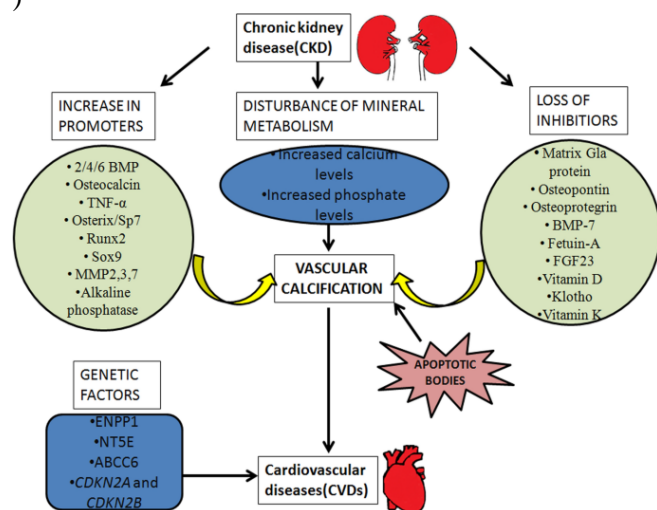 )
Chronic kidney
disease(CKD)
INCREASE IN
PROMOTERS
DISTURBANCE OF MINERAL
METABOLISM
LOSS OF
INHIBITIORS
• 2/4/6 BMP
• Osteocalcin
• TNF-α
• Osterix/Sp7
• Runx2
• Sox9
• MMP2,3,7
• Alkaline
phosphatase
• Increased calcium
levels
• Increased phosphate
levels
• Matrix Gla
protein
• Osteopontin
• Osteoprotegrin
• BMP-7
• Fetuin-A
• FGF23
• Vitamin D
• Klotho
• Vitamin K
VASCULAR
CALCIFICATION
APOPTOTIC
BODIES
GENETIC
FACTORS
•ENPP1
•NT5E
•ABCC6
•CDKN2A and
CDKN2B
Cardiovascular
diseases(CVDs)